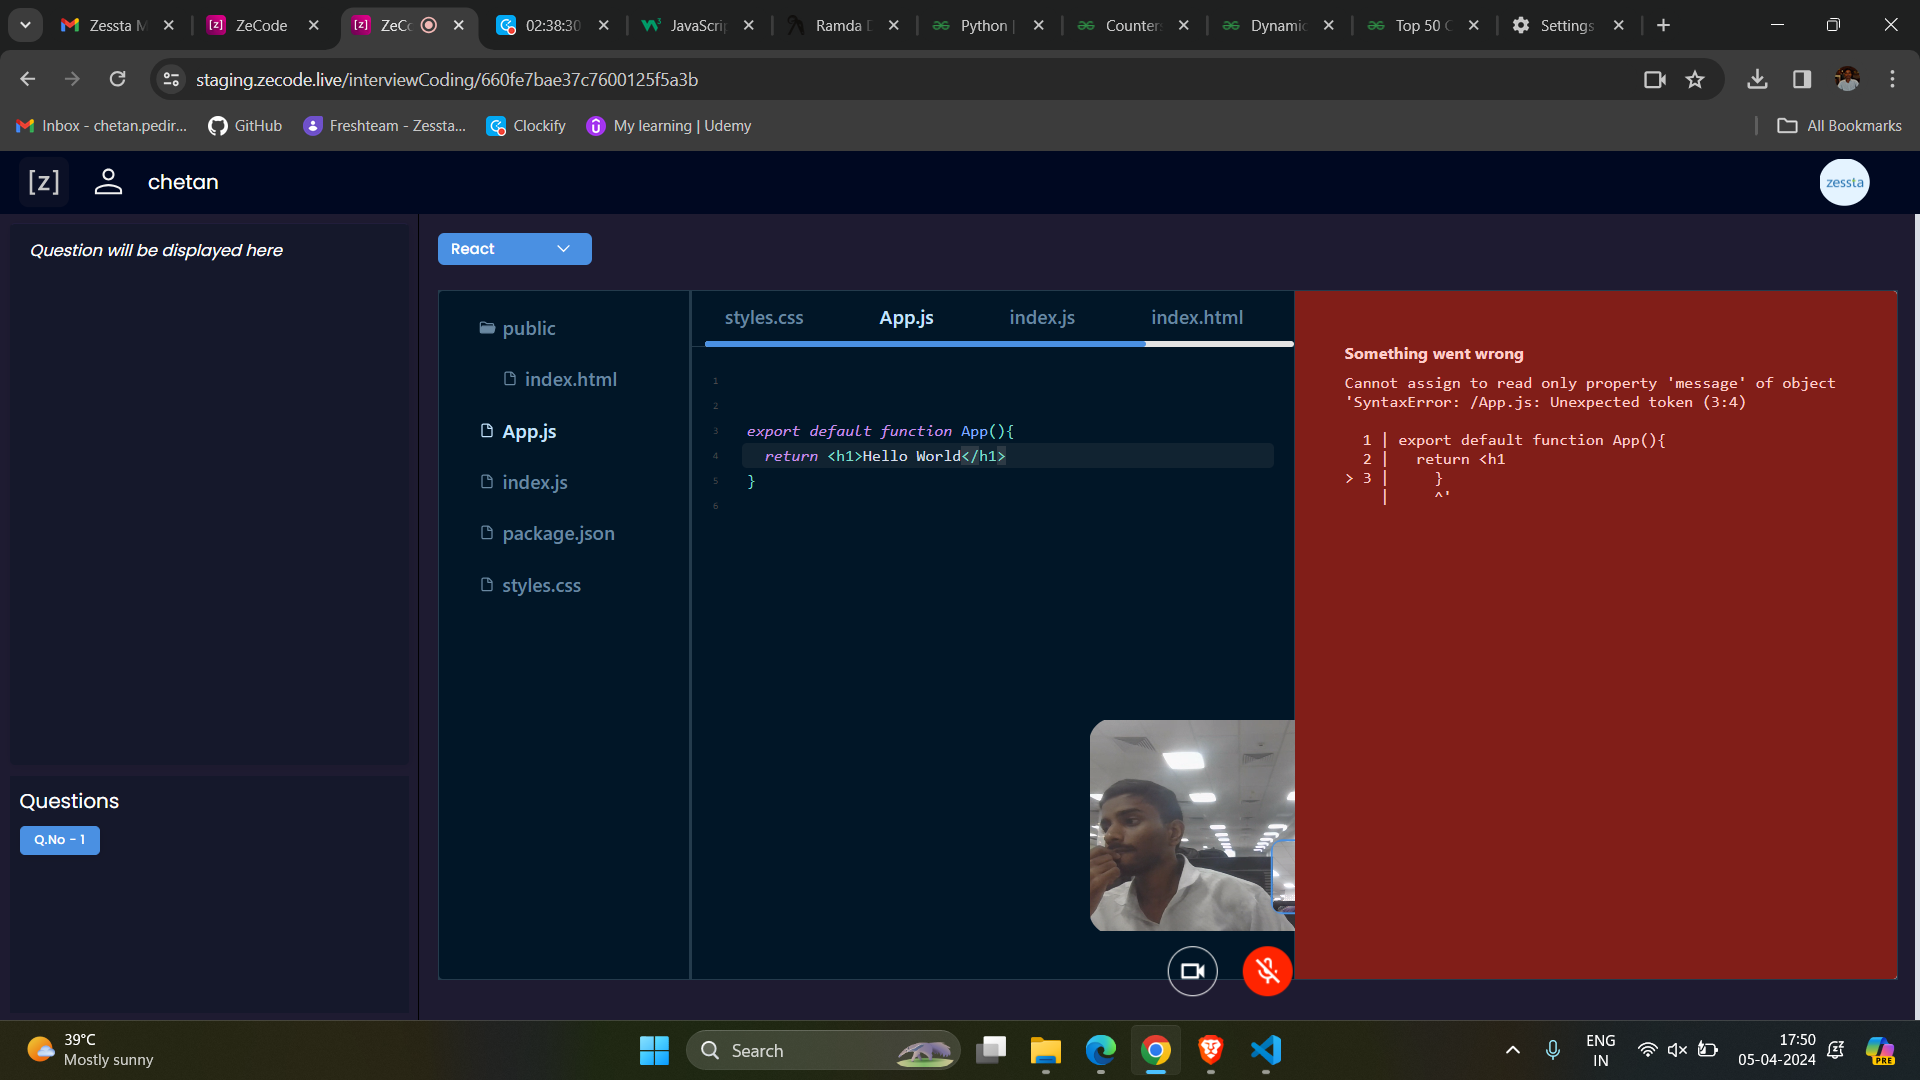 Zessta M
ZeCode
ZeCo
02:38:30
JavaScrip
Ramda D
Python |
Counters
Dynamic
Top 50 C
Settings
staging.zecode.live/interviewCoding/660fe7bae37c7600125f5a3b
Inbox - chetan.pedir...
GitHub
Freshteam - Zessta...
Clockify
My learning | Udemy
All Bookmarks
[z]
chetan
zessta
Question will be displayed here
Questions
Q.No - 1
React
public
index.html
App.js
index.js
package.json
styles.css
styles.css
App.js
index.js
index.html
1
2
3 export default function App(){
4 return <h1>Hello World</h1>
5 }
6
Something went wrong
Cannot assign to read only property 'message' of object
'SyntaxError: /App.js: Unexpected token (3:4)
1 | export default function App(){
2 | return <h1
> 3 | }
| ^'
39°C
Mostly sunny
Search
ENG
IN
17:50
05-04-2024
PRE